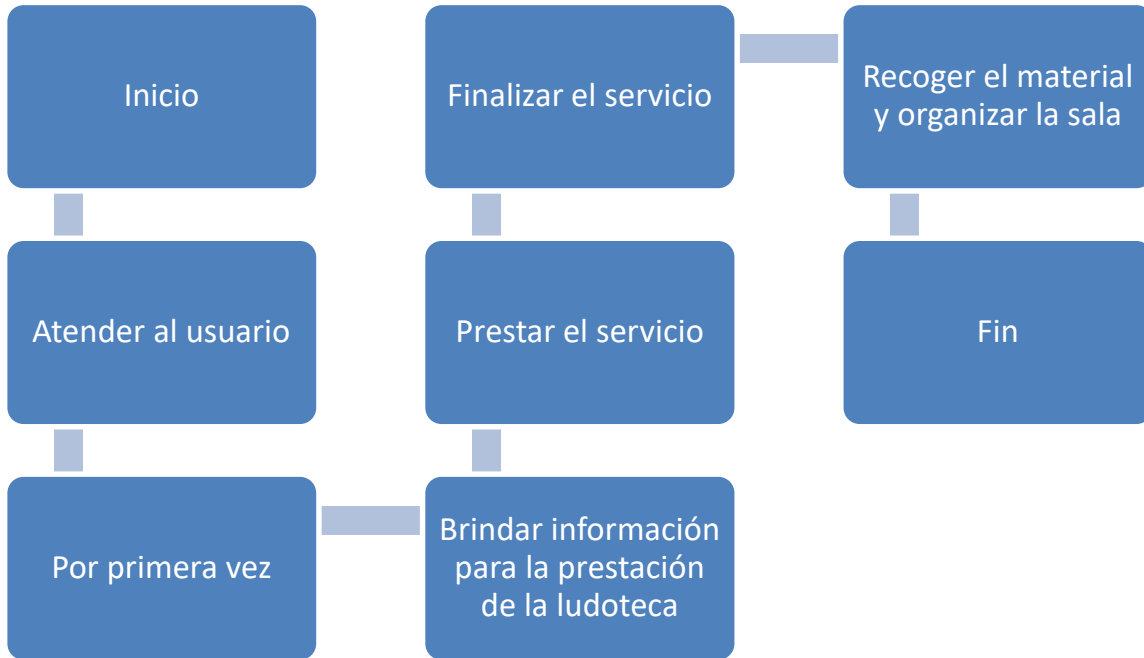 Inicio
Atender al usuario
Por primera vez
Brindar información
para la prestación
de la ludoteca
Prestar el servicio
Finalizar el servicio
Recoger el material
y organizar la sala
Fin